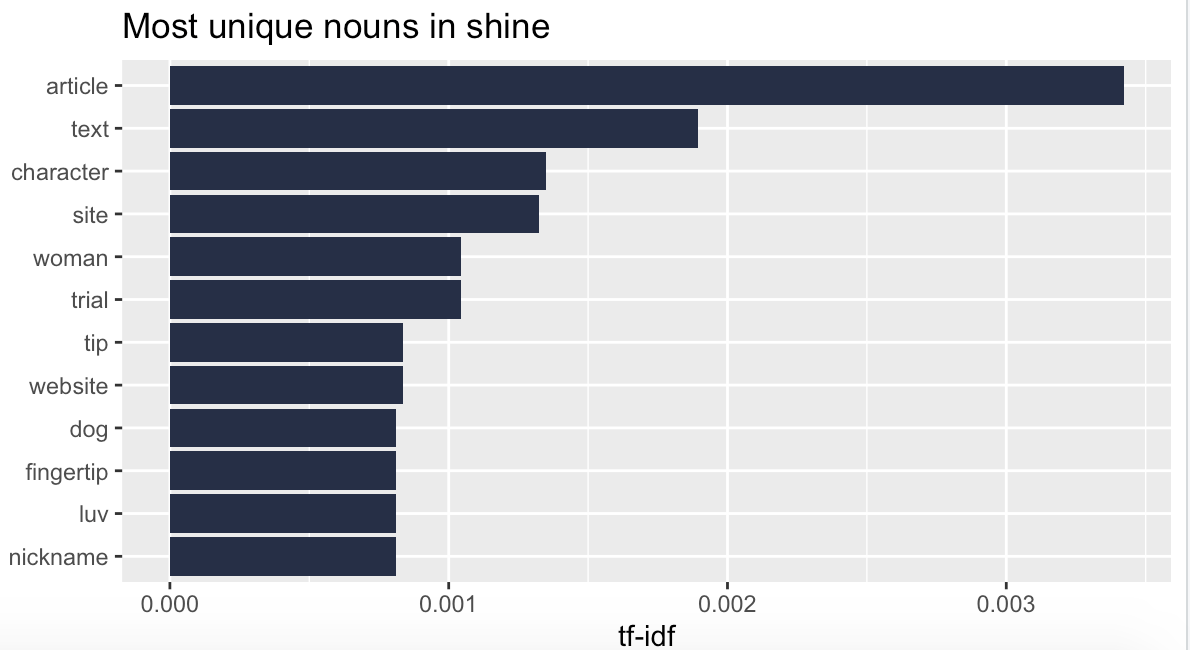 Most unique nouns in shine
article
text
character
site
woman
trial
tip
website
dog
fingertip
luv
nickname
0.000 0.001 0.002 0.003
tf-idf